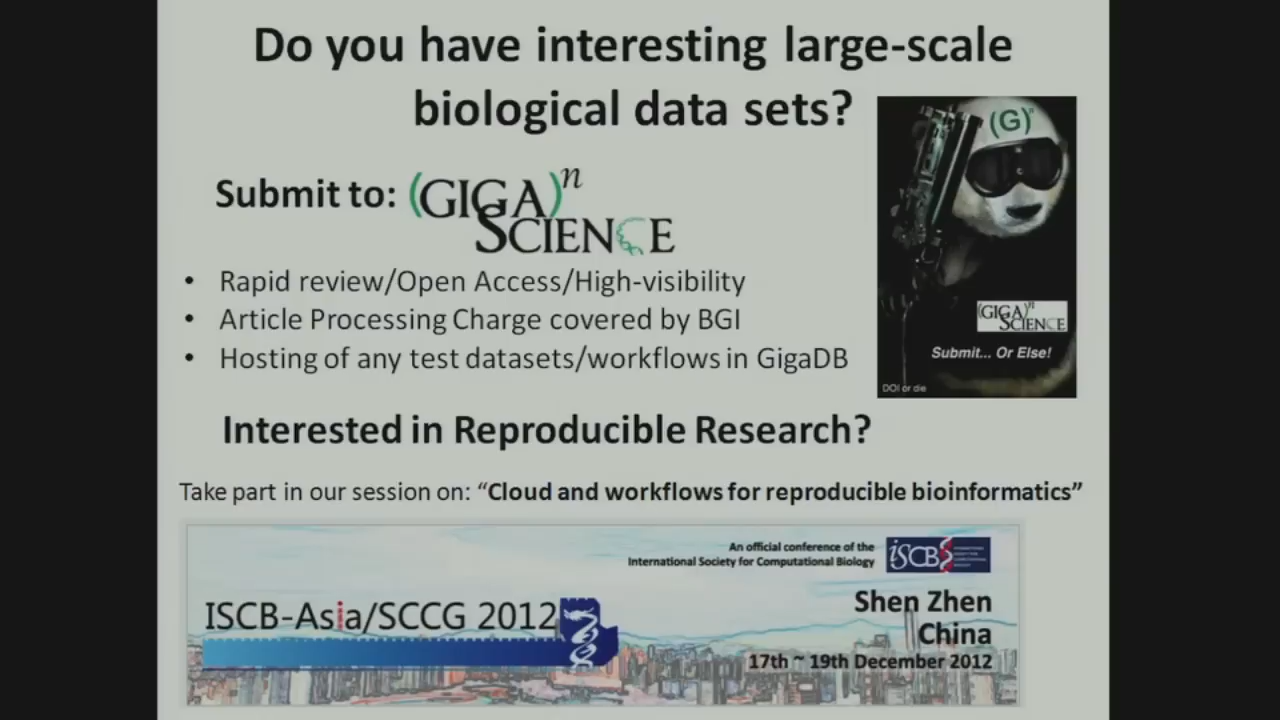 Do you have interesting large-scale
biological data sets?
(G)ⁿ
Submit to: (GIGA)ⁿ
SCIENCE
• Rapid review/Open Access/High-visibility
• Article Processing Charge covered by BGI
• Hosting of any test datasets/workflows in GigaDB
(GIGA)ⁿ
SCIENCE
Submit... Or Else!
DOI or die
Interested in Reproducible Research?
Take part in our session on: “Cloud and workflows for reproducible bioinformatics”
An official conference of the
International Society for Computational Biology
iSCB
ISCB-Asia/SCCG 2012
Shen Zhen
China
17th ~ 19th December 2012